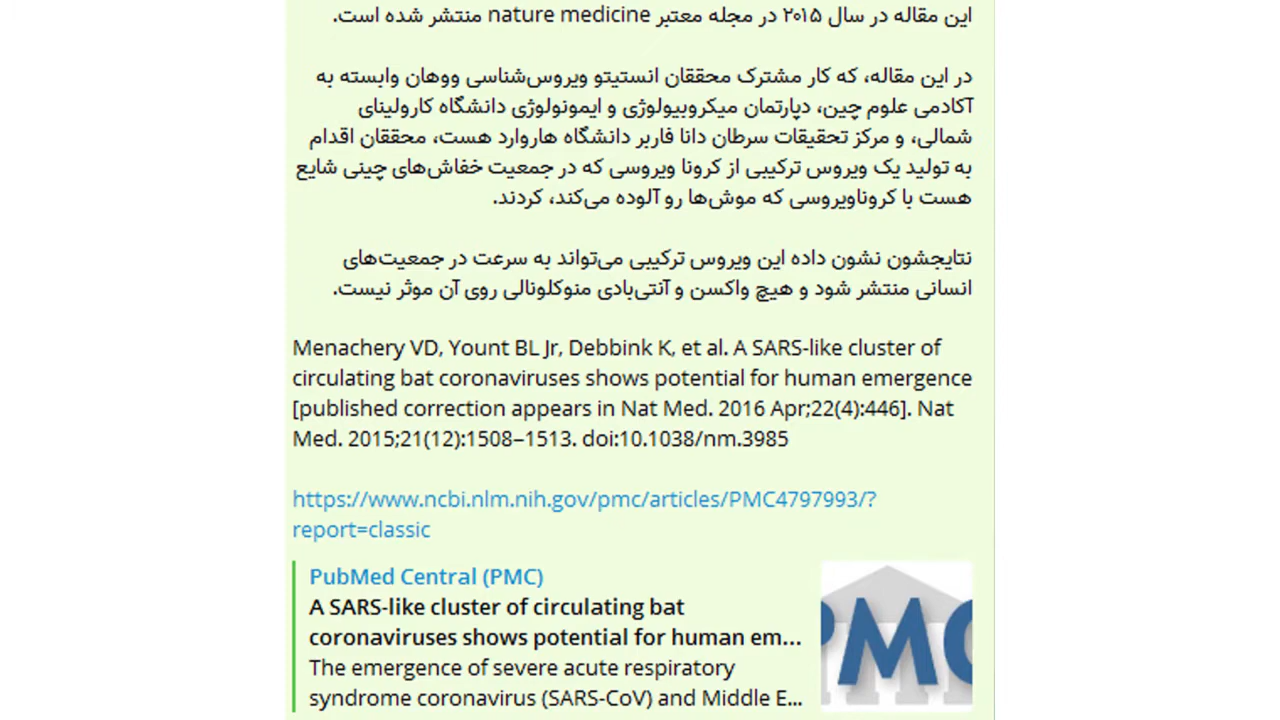 این مقاله در سال ۲۰۱۵ در مجله معتبر nature medicine منتشر شده است.
در این مقاله، که کار مشترک محققان انستیتو ویروس‌شناسی ووهان وابسته به
آکادمی علوم چین، دپارتمان میکروبیولوژی و ایمونولوژی دانشگاه کارولینای
شمالی، و مرکز تحقیقات سرطان دانا فاربر دانشگاه هاروارد هست، محققان اقدام
به تولید یک ویروس ترکیبی از کرونا ویروسی که در جمعیت خفاش‌های چینی شایع
هست با کروناویروسی که موش‌ها رو آلوده می‌کند، کردند.
نتایجشون نشون داده این ویروس ترکیبی می‌تواند به سرعت در جمعیت‌های
انسانی منتشر شود و هیچ واکسن و آنتی‌بادی منوکلونالی روی آن موثر نیست.
Menachery VD, Yount BL Jr, Debbink K, et al. A SARS-like cluster of
circulating bat coronaviruses shows potential for human emergence
[published correction appears in Nat Med. 2016 Apr;22(4):446]. Nat
Med. 2015;21(12):1508–1513. doi:10.1038/nm.3985
https://www.ncbi.nlm.nih.gov/pmc/articles/PMC4797993/?
report=classic
PubMed Central (PMC)
A SARS-like cluster of circulating bat
coronaviruses shows potential for human em...
The emergence of severe acute respiratory
syndrome coronavirus (SARS-CoV) and Middle E...
PMC